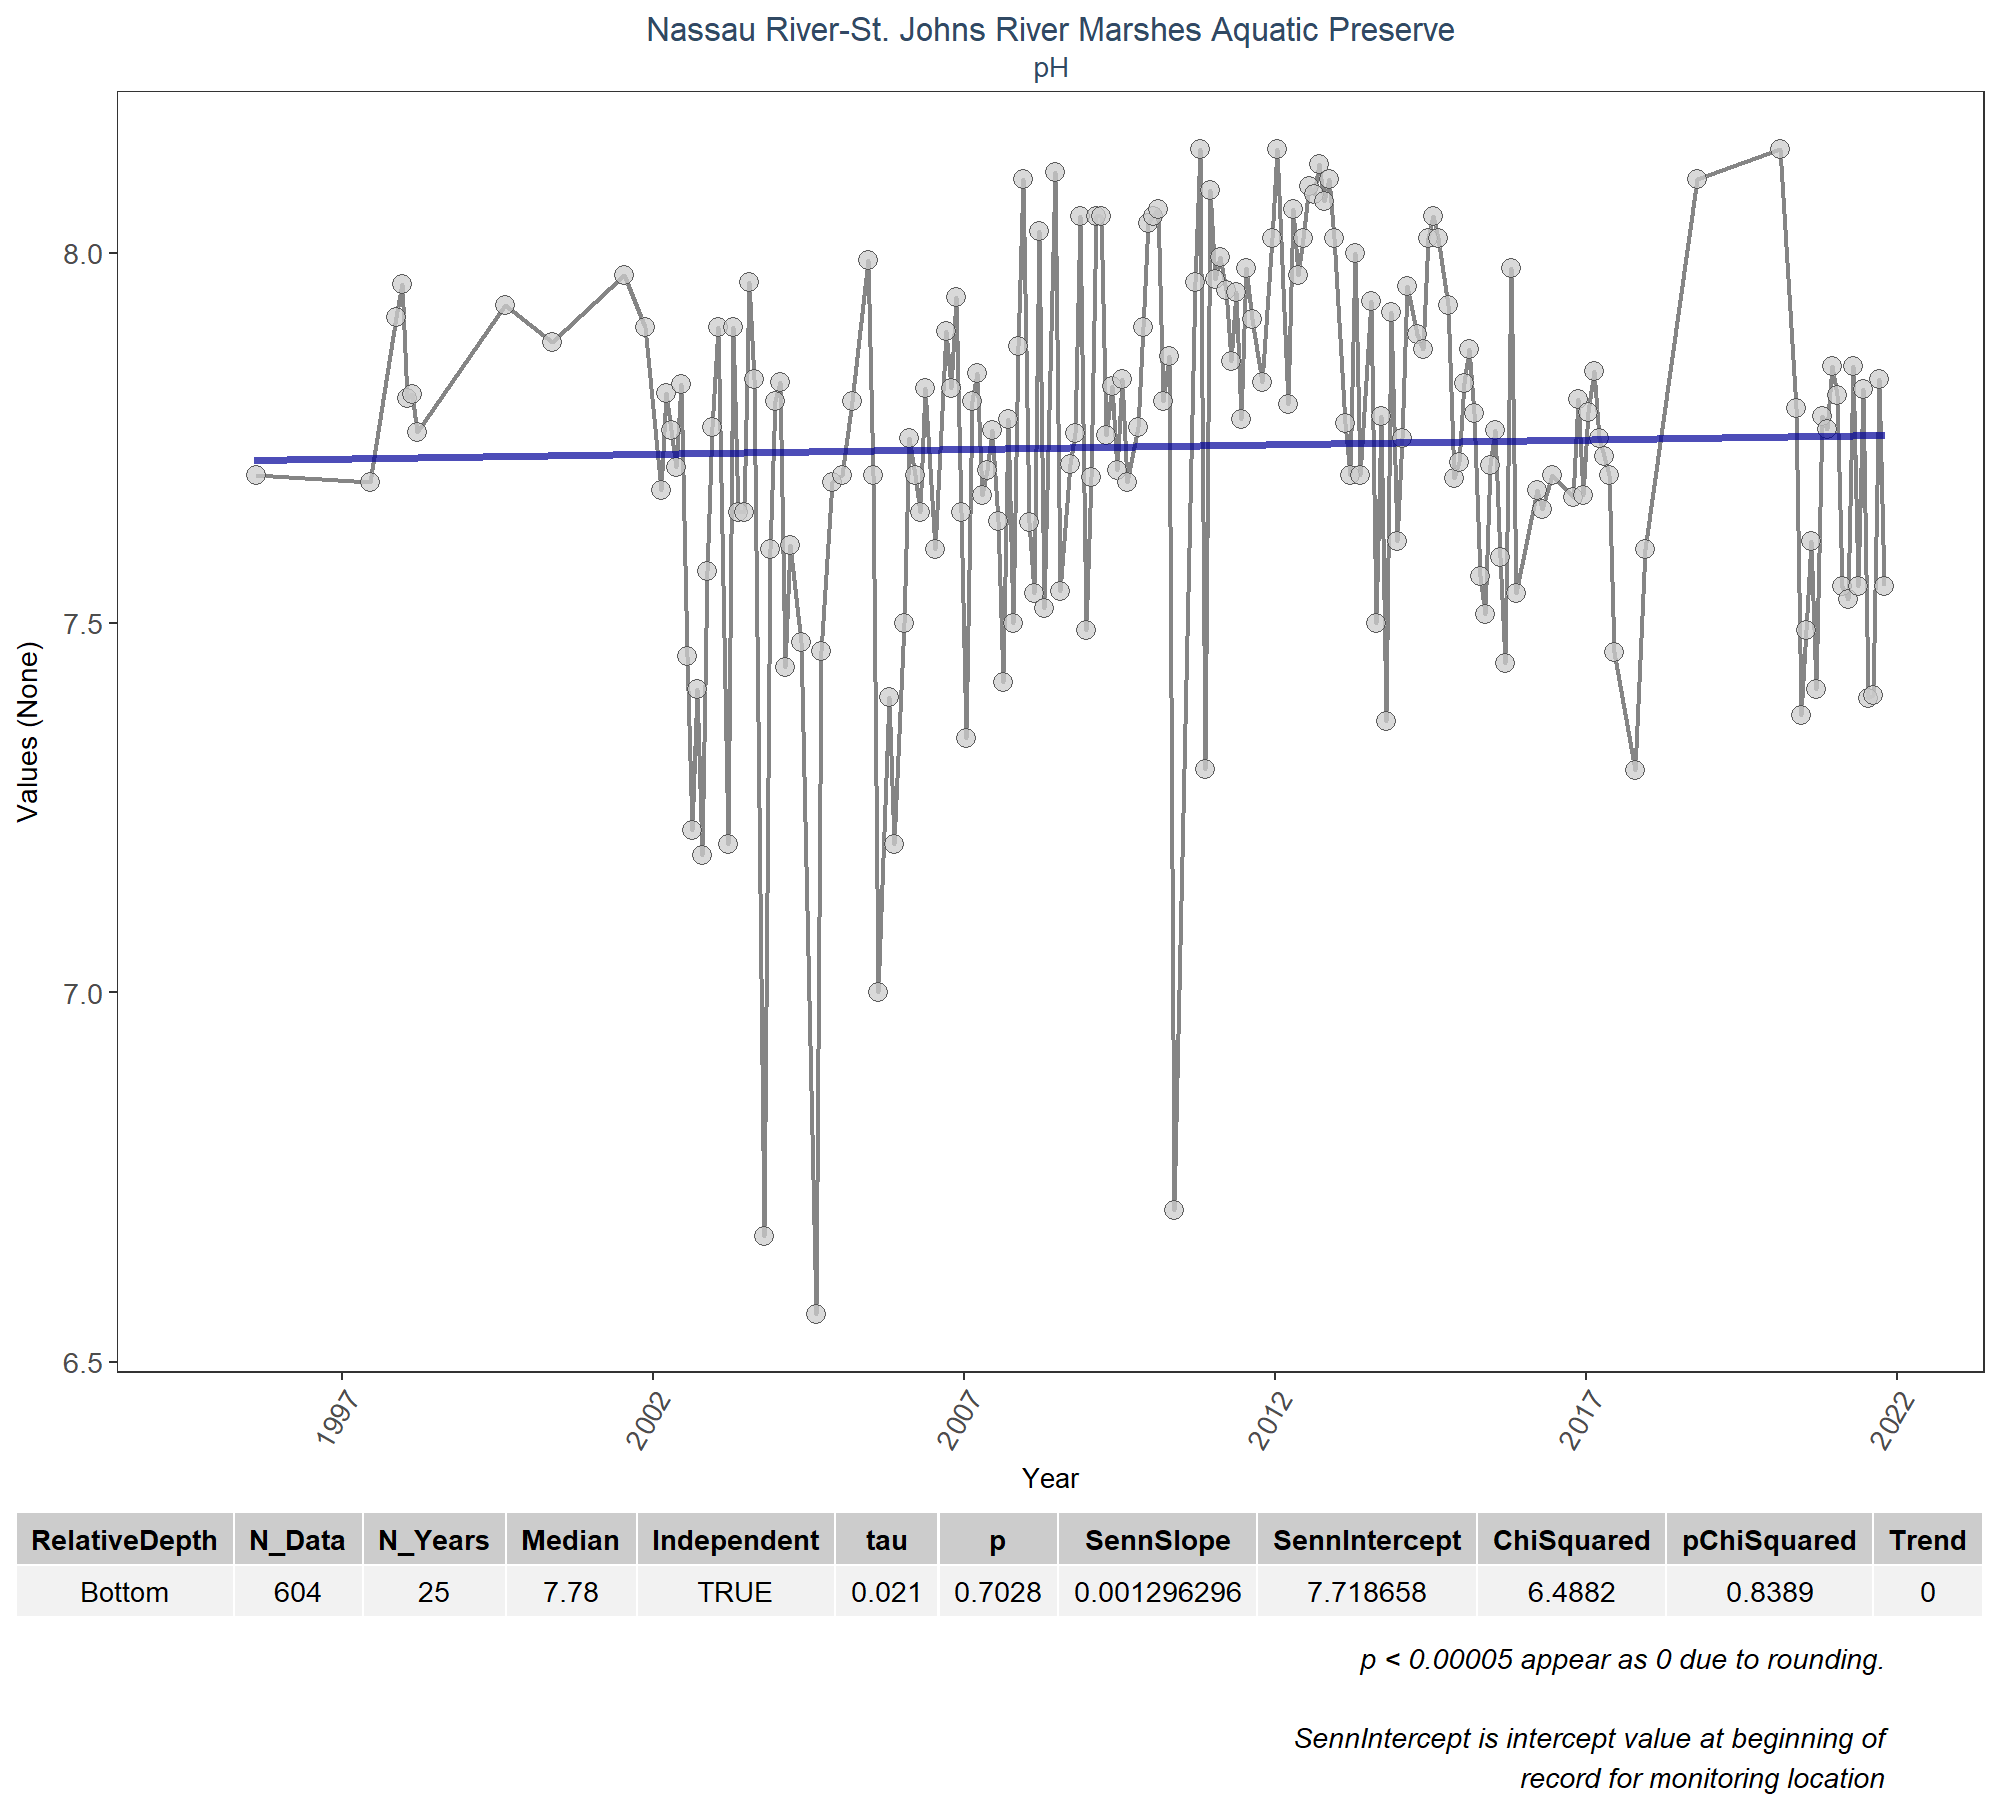 Nassau River-St. Johns River Marshes Aquatic Preserve
pH
8.0
7.5
7.0
6.5
Values (None)
1997 2002 2007 2012 2017 2022
Year
RelativeDepth N_Data N_Years Median Independent tau p SennSlope SennIntercept ChiSquared pChiSquared Trend
Bottom 604 25 7.78 TRUE 0.021 0.7028 0.001296296 7.718658 6.4882 0.8389 0
p < 0.00005 appear as 0 due to rounding.
SennIntercept is intercept value at beginning of
record for monitoring location